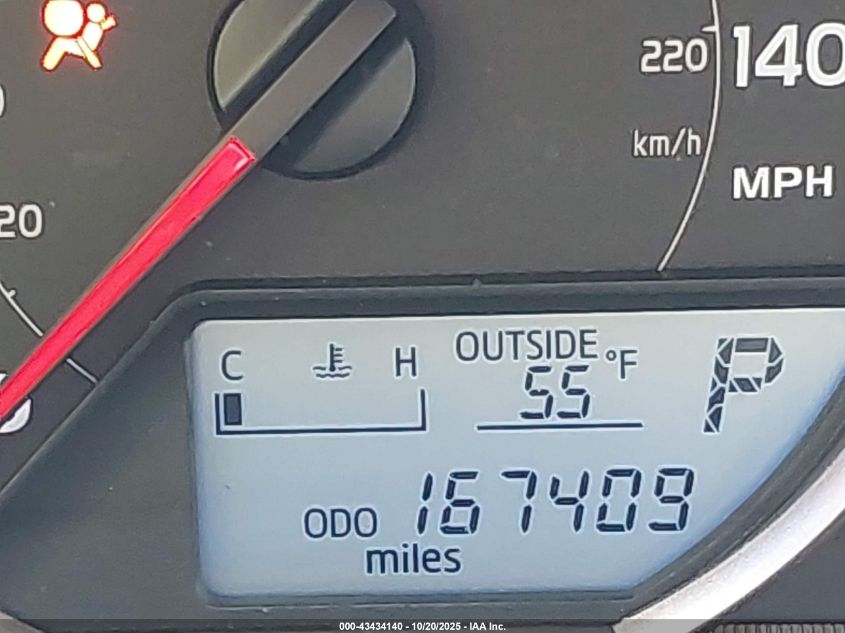 220
140
km/h
MPH
20
OUTSIDE °F
C H
55
P
ODO 167409
miles
000-43434140 - 10/20/2025 - IAA Inc.